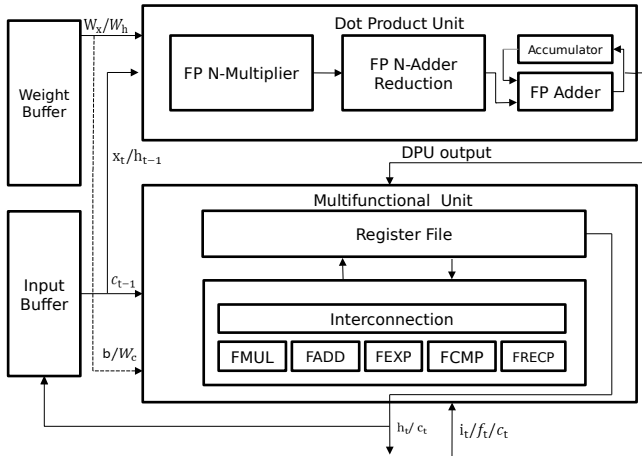 Wₓ/Wₕ
Dot Product Unit
Weight
Buffer
FP N-Multiplier
FP N-Adder
Reduction
Accumulator
FP Adder
xₜ/hₜ₋₁
DPU output
Multifunctional Unit
Register File
Input
Buffer
cₜ₋₁
Interconnection
b/W_c
FMUL
FADD
FEXP
FCMP
FRECP
hₜ/cₜ
iₜ/fₜ/cₜ